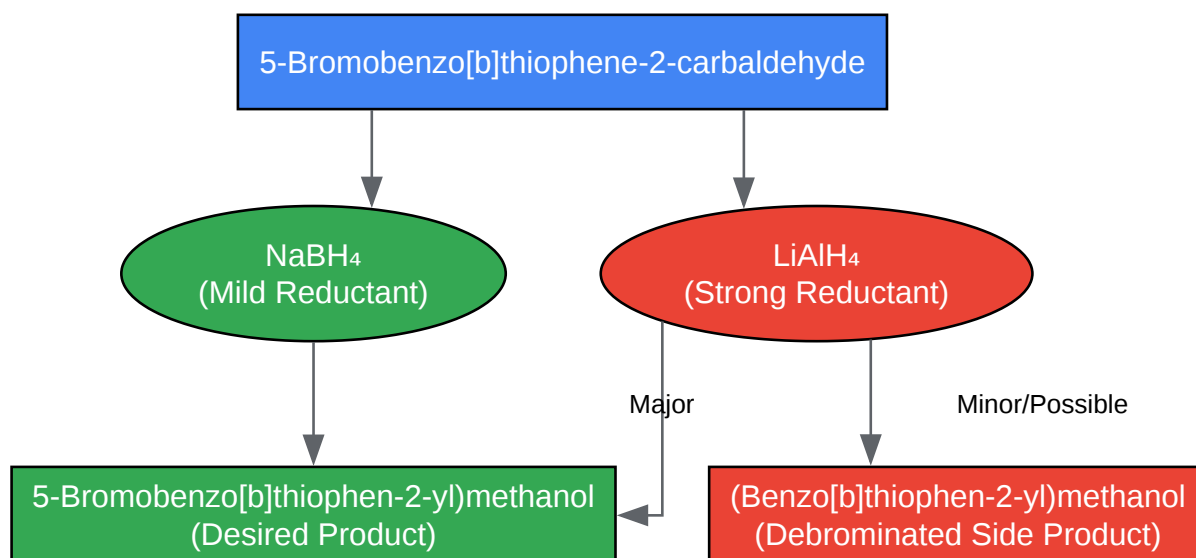 5-Bromobenzo[b]thiophene-2-carbaldehyde
NaBH₄
(Mild Reductant)
LiAlH₄
(Strong Reductant)
Major
Minor/Possible
5-Bromobenzo[b]thiophen-2-yl)methanol
(Desired Product)
(Benzo[b]thiophen-2-yl)methanol
(Debrominated Side Product)